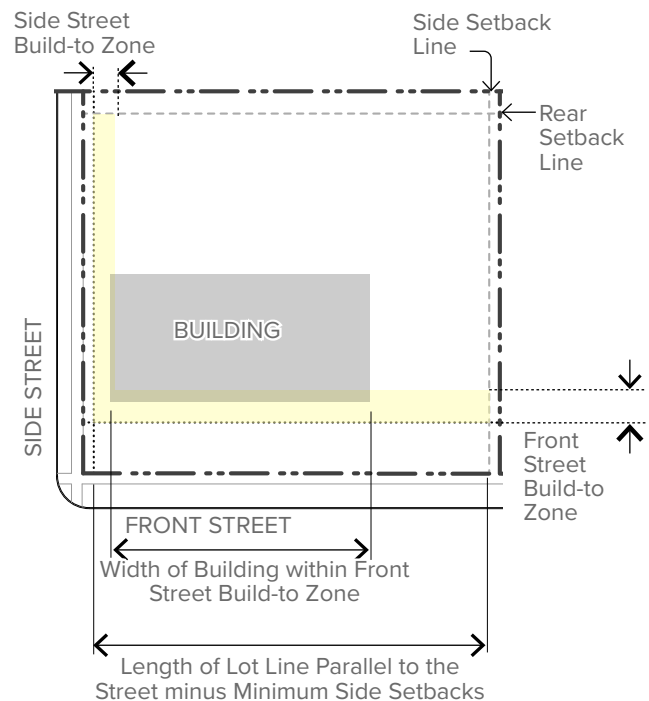 Side Street
Build-to Zone
Side Setback
Line
Rear
Setback
Line
BUILDING
SIDE STREET
Front
Street
Build-to
Zone
FRONT STREET
Width of Building within Front
Street Build-to Zone
Length of Lot Line Parallel to the
Street minus Minimum Side Setbacks